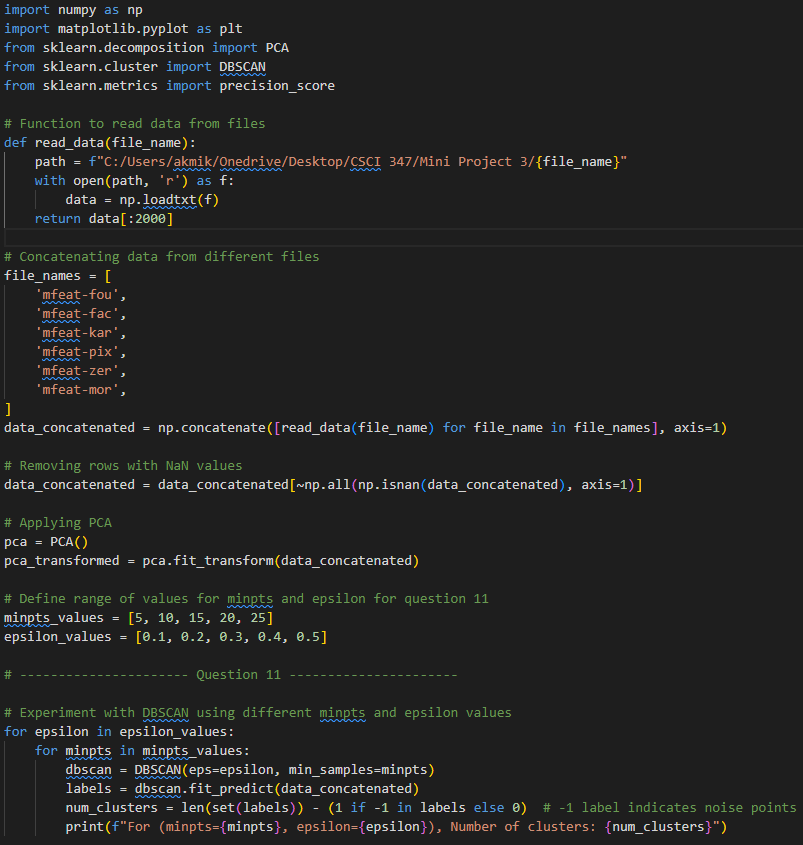 import numpy as np
import matplotlib.pyplot as plt
from sklearn.decomposition import PCA
from sklearn.cluster import DBSCAN
from sklearn.metrics import precision_score

# Function to read data from files
def read_data(file_name):
    path = f"C:/Users/akmik/Onedrive/Desktop/CSCI 347/Mini Project 3/{file_name}"
    with open(path, 'r') as f:
        data = np.loadtxt(f)
    return data[:2000]

# Concatenating data from different files
file_names = [
    'mfeat-fou',
    'mfeat-fac',
    'mfeat-kar',
    'mfeat-pix',
    'mfeat-zer',
    'mfeat-mor',
]
data_concatenated = np.concatenate([read_data(file_name) for file_name in file_names], axis=1)

# Removing rows with NaN values
data_concatenated = data_concatenated[~np.all(np.isnan(data_concatenated), axis=1)]

# Applying PCA
pca = PCA()
pca_transformed = pca.fit_transform(data_concatenated)

# Define range of values for minpts and epsilon for question 11
minpts_values = [5, 10, 15, 20, 25]
epsilon_values = [0.1, 0.2, 0.3, 0.4, 0.5]

# ---------------------- Question 11 ----------------------

# Experiment with DBSCAN using different minpts and epsilon values
for epsilon in epsilon_values:
    for minpts in minpts_values:
        dbscan = DBSCAN(eps=epsilon, min_samples=minpts)
        labels = dbscan.fit_predict(data_concatenated)
        num_clusters = len(set(labels)) - (1 if -1 in labels else 0)  # -1 label indicates noise points
        print(f"For (minpts={minpts}, epsilon={epsilon}), Number of clusters: {num_clusters}")